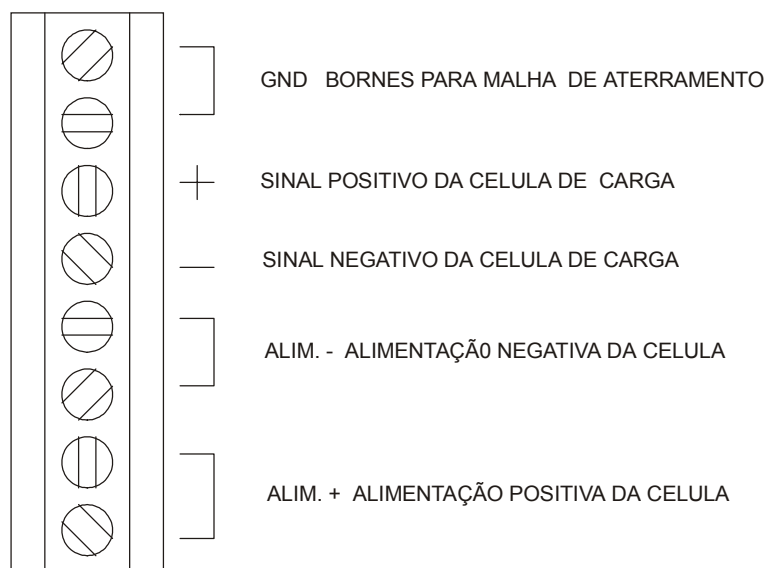 GND BORNES PARA MALHA DE ATERRAMENTO
+ SINAL POSITIVO DA CELULA DE CARGA
— SINAL NEGATIVO DA CELULA DE CARGA
ALIM. - ALIMENTAÇÃ0 NEGATIVA DA CELULA
ALIM. + ALIMENTAÇÃO POSITIVA DA CELULA